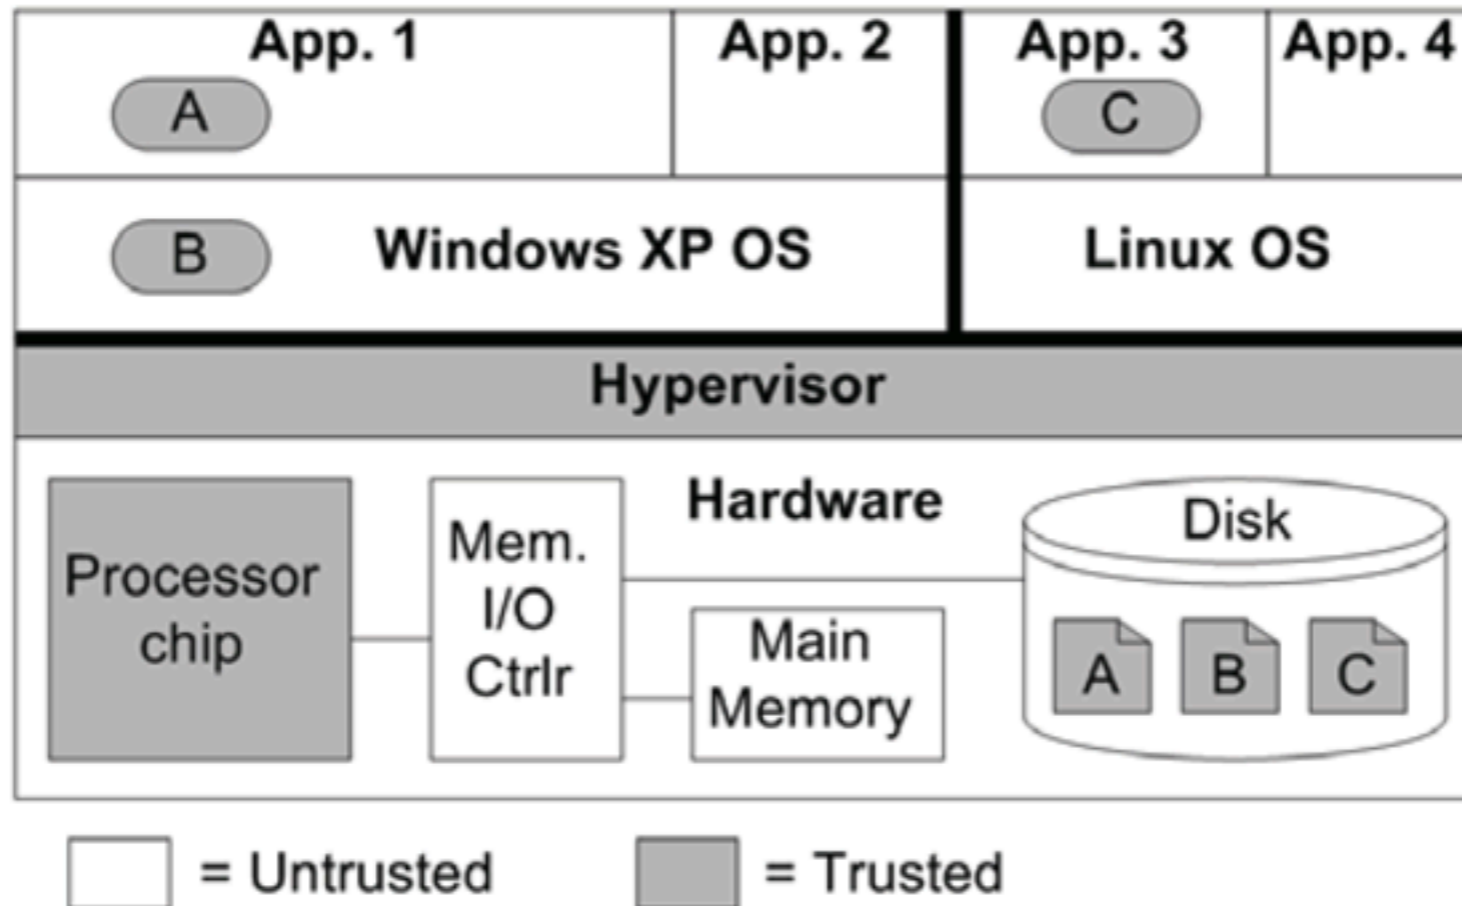 App. 1
App. 2
App. 3
App. 4
A
C
B
Windows XP OS
Linux OS
Hypervisor
Hardware
Processor
chip
Mem.
I/O
Ctrlr
Main
Memory
Disk
A
B
C
= Untrusted
= Trusted